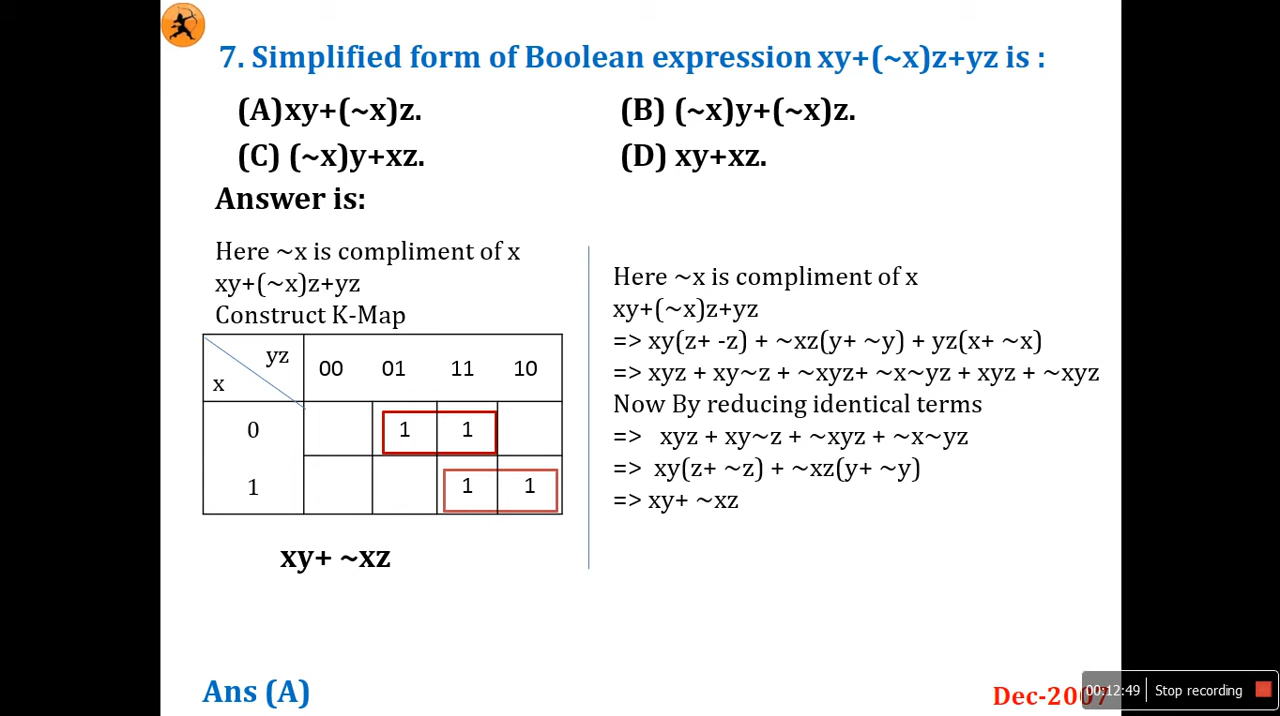 7. Simplified form of Boolean expression xy+(~x)z+yz is :
(A)xy+(~x)z. (B) (~x)y+(~x)z.
(C) (~x)y+xz. (D) xy+xz.
Answer is:
Here ~x is compliment of x
xy+(~x)z+yz
Construct K-Map
yz
x
00 01 11 10
0 1 1
1 1 1
xy+ ~xz
Here ~x is compliment of x
xy+(~x)z+yz
=> xy(z+ -z) + ~xz(y+ ~y) + yz(x+ ~x)
=> xyz + xy~z + ~xyz+ ~x~yz + xyz + ~xyz
Now By reducing identical terms
=> xyz + xy~z + ~xyz + ~x~yz
=> xy(z+ ~z) + ~xz(y+ ~y)
=> xy+ ~xz
Ans (A)
Dec-2007
00:12:49 Stop recording